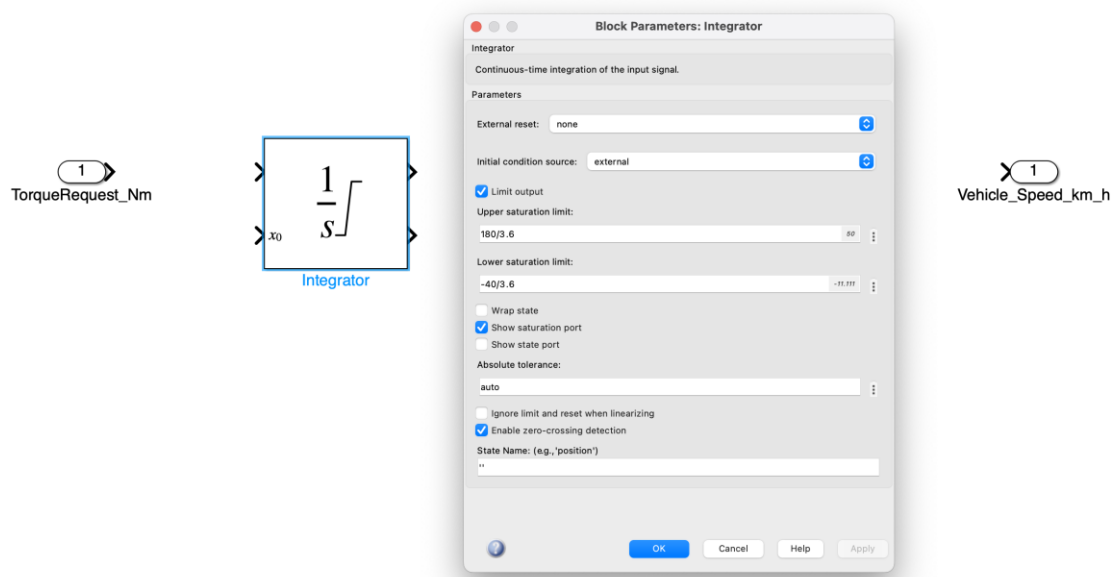 Block Parameters: Integrator
Integrator
Continuous-time integration of the input signal.
Parameters
External reset: none
Initial condition source: external
Limit output
Upper saturation limit:
180/3.6 50
Lower saturation limit:
-40/3.6 -11.111
Wrap state
Show saturation port
Show state port
Absolute tolerance:
auto
Ignore limit and reset when linearizing
Enable zero-crossing detection
State Name: (e.g.,'position')
''
? OK Cancel Help Apply
1
TorqueRequest_Nm
1
s
x0
Integrator
1
Vehicle_Speed_km_h